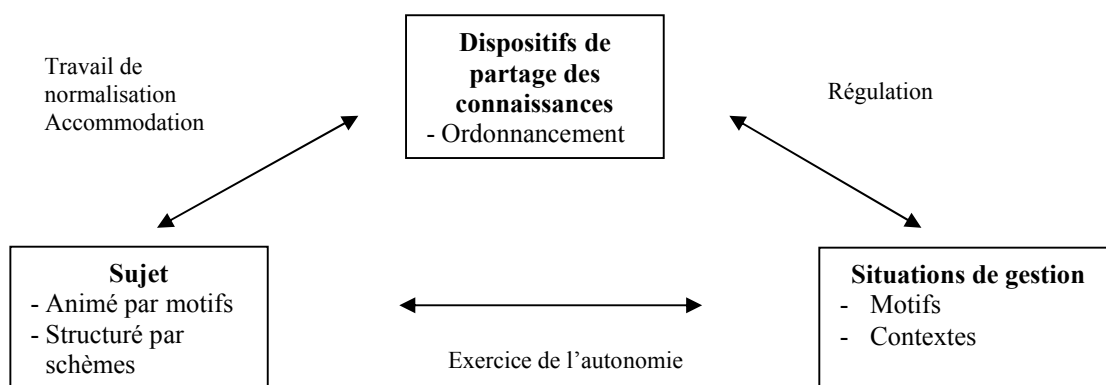 Travail de
normalisation
Accommodation
Dispositifs de
partage des
connaissances
- Ordonnancement
Régulation
Sujet
- Animé par motifs
- Structuré par
schèmes
Exercice de l’autonomie
Situations de gestion
- Motifs
- Contextes